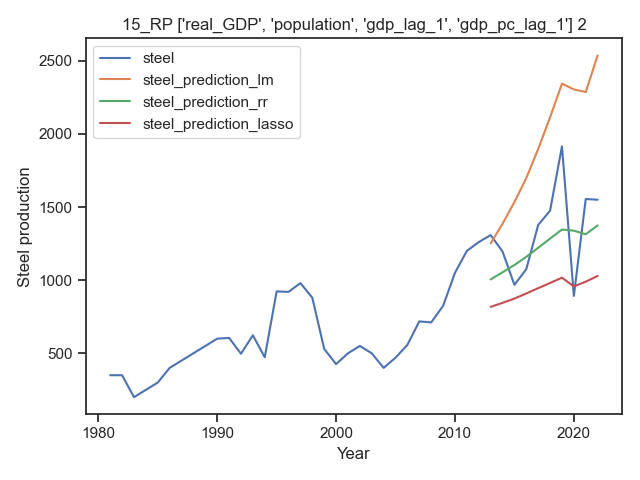 15_RP ['real_GDP', 'population', 'gdp_lag_1', 'gdp_pc_lag_1'] 2
steel
steel_prediction_lm
steel_prediction_rr
steel_prediction_lasso
Steel production
2500
2000
1500
1000
500
1980
1990
2000
2010
2020
Year